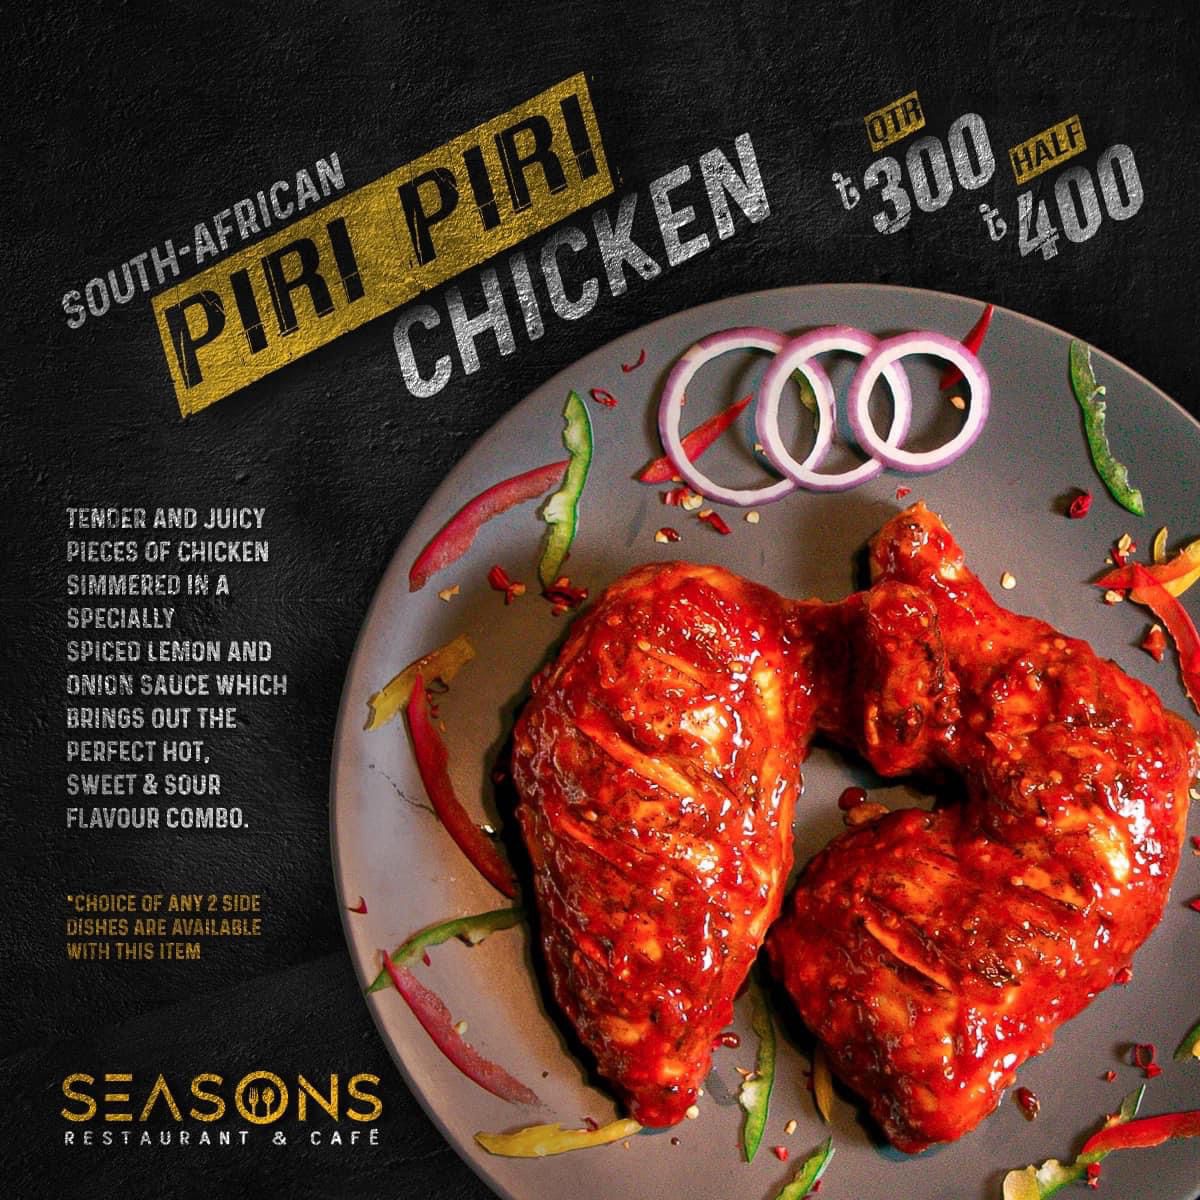 SOUTH-AFRICAN
PIRI PIRI
CHICKEN
QTR
৳300
HALF
৳400
TENDER AND JUICY
PIECES OF CHICKEN
SIMMERED IN A
SPECIALLY
SPICED LEMON AND
ONION SAUCE WHICH
BRINGS OUT THE
PERFECT HOT,
SWEET & SOUR
FLAVOUR COMBO.
*CHOICE OF ANY 2 SIDE
DISHES ARE AVAILABLE
WITH THIS ITEM
SEASONS
RESTAURANT & CAFÉ